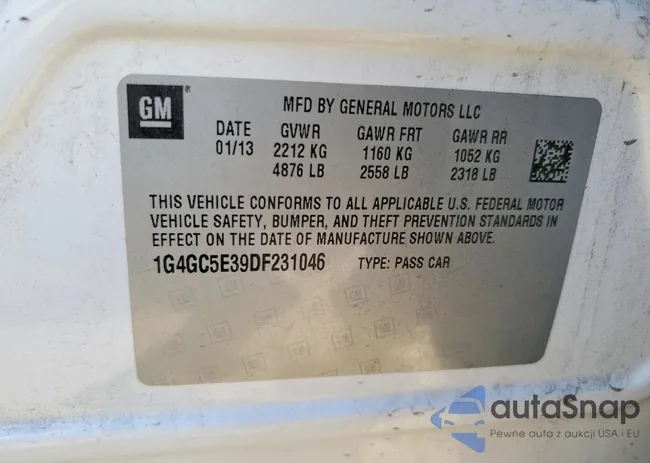 GM ®
MFD BY GENERAL MOTORS LLC
DATE GVWR GAWR FRT GAWR RR
01/13 2212 KG 1160 KG 1052 KG
4876 LB 2558 LB 2318 LB
THIS VEHICLE CONFORMS TO ALL APPLICABLE U.S. FEDERAL MOTOR
VEHICLE SAFETY, BUMPER, AND THEFT PREVENTION STANDARDS IN
EFFECT ON THE DATE OF MANUFACTURE SHOWN ABOVE.
1G4GC5E39DF231046 TYPE: PASS CAR
autaSnap
Pewne auta z aukcji USA i EU